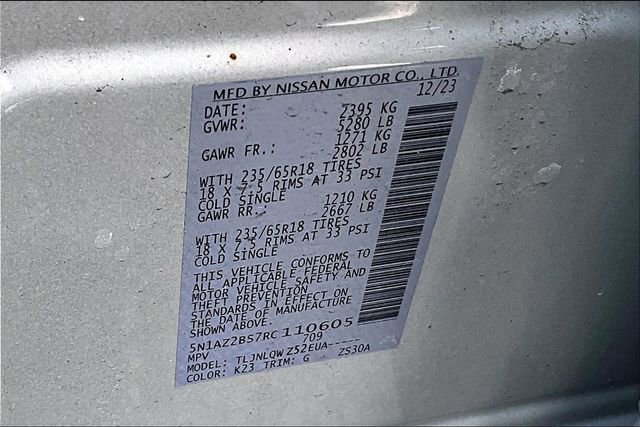 MFD BY NISSAN MOTOR CO., LTD.
DATE: 12/23
GVWR: 2395 KG
5280 LB
GAWR FR.: 1271 KG
2802 LB
WITH 235/65R18 TIRES
18 X 7.5 RIMS AT 33 PSI
COLD SINGLE
GAWR RR.: 1210 KG
2667 LB
WITH 235/65R18 TIRES
18 X 7.5 RIMS AT 33 PSI
COLD SINGLE
THIS VEHICLE CONFORMS TO
ALL APPLICABLE FEDERAL
MOTOR VEHICLE SAFETY AND
THEFT PREVENTION
STANDARDS IN EFFECT ON
THE DATE OF MANUFACTURE
SHOWN ABOVE.
5N1AZ2BS7RC110605
MPV 709
MODEL: TLJNLQWZ52EUA-----
COLOR: K23 TRIM: G ZS30A